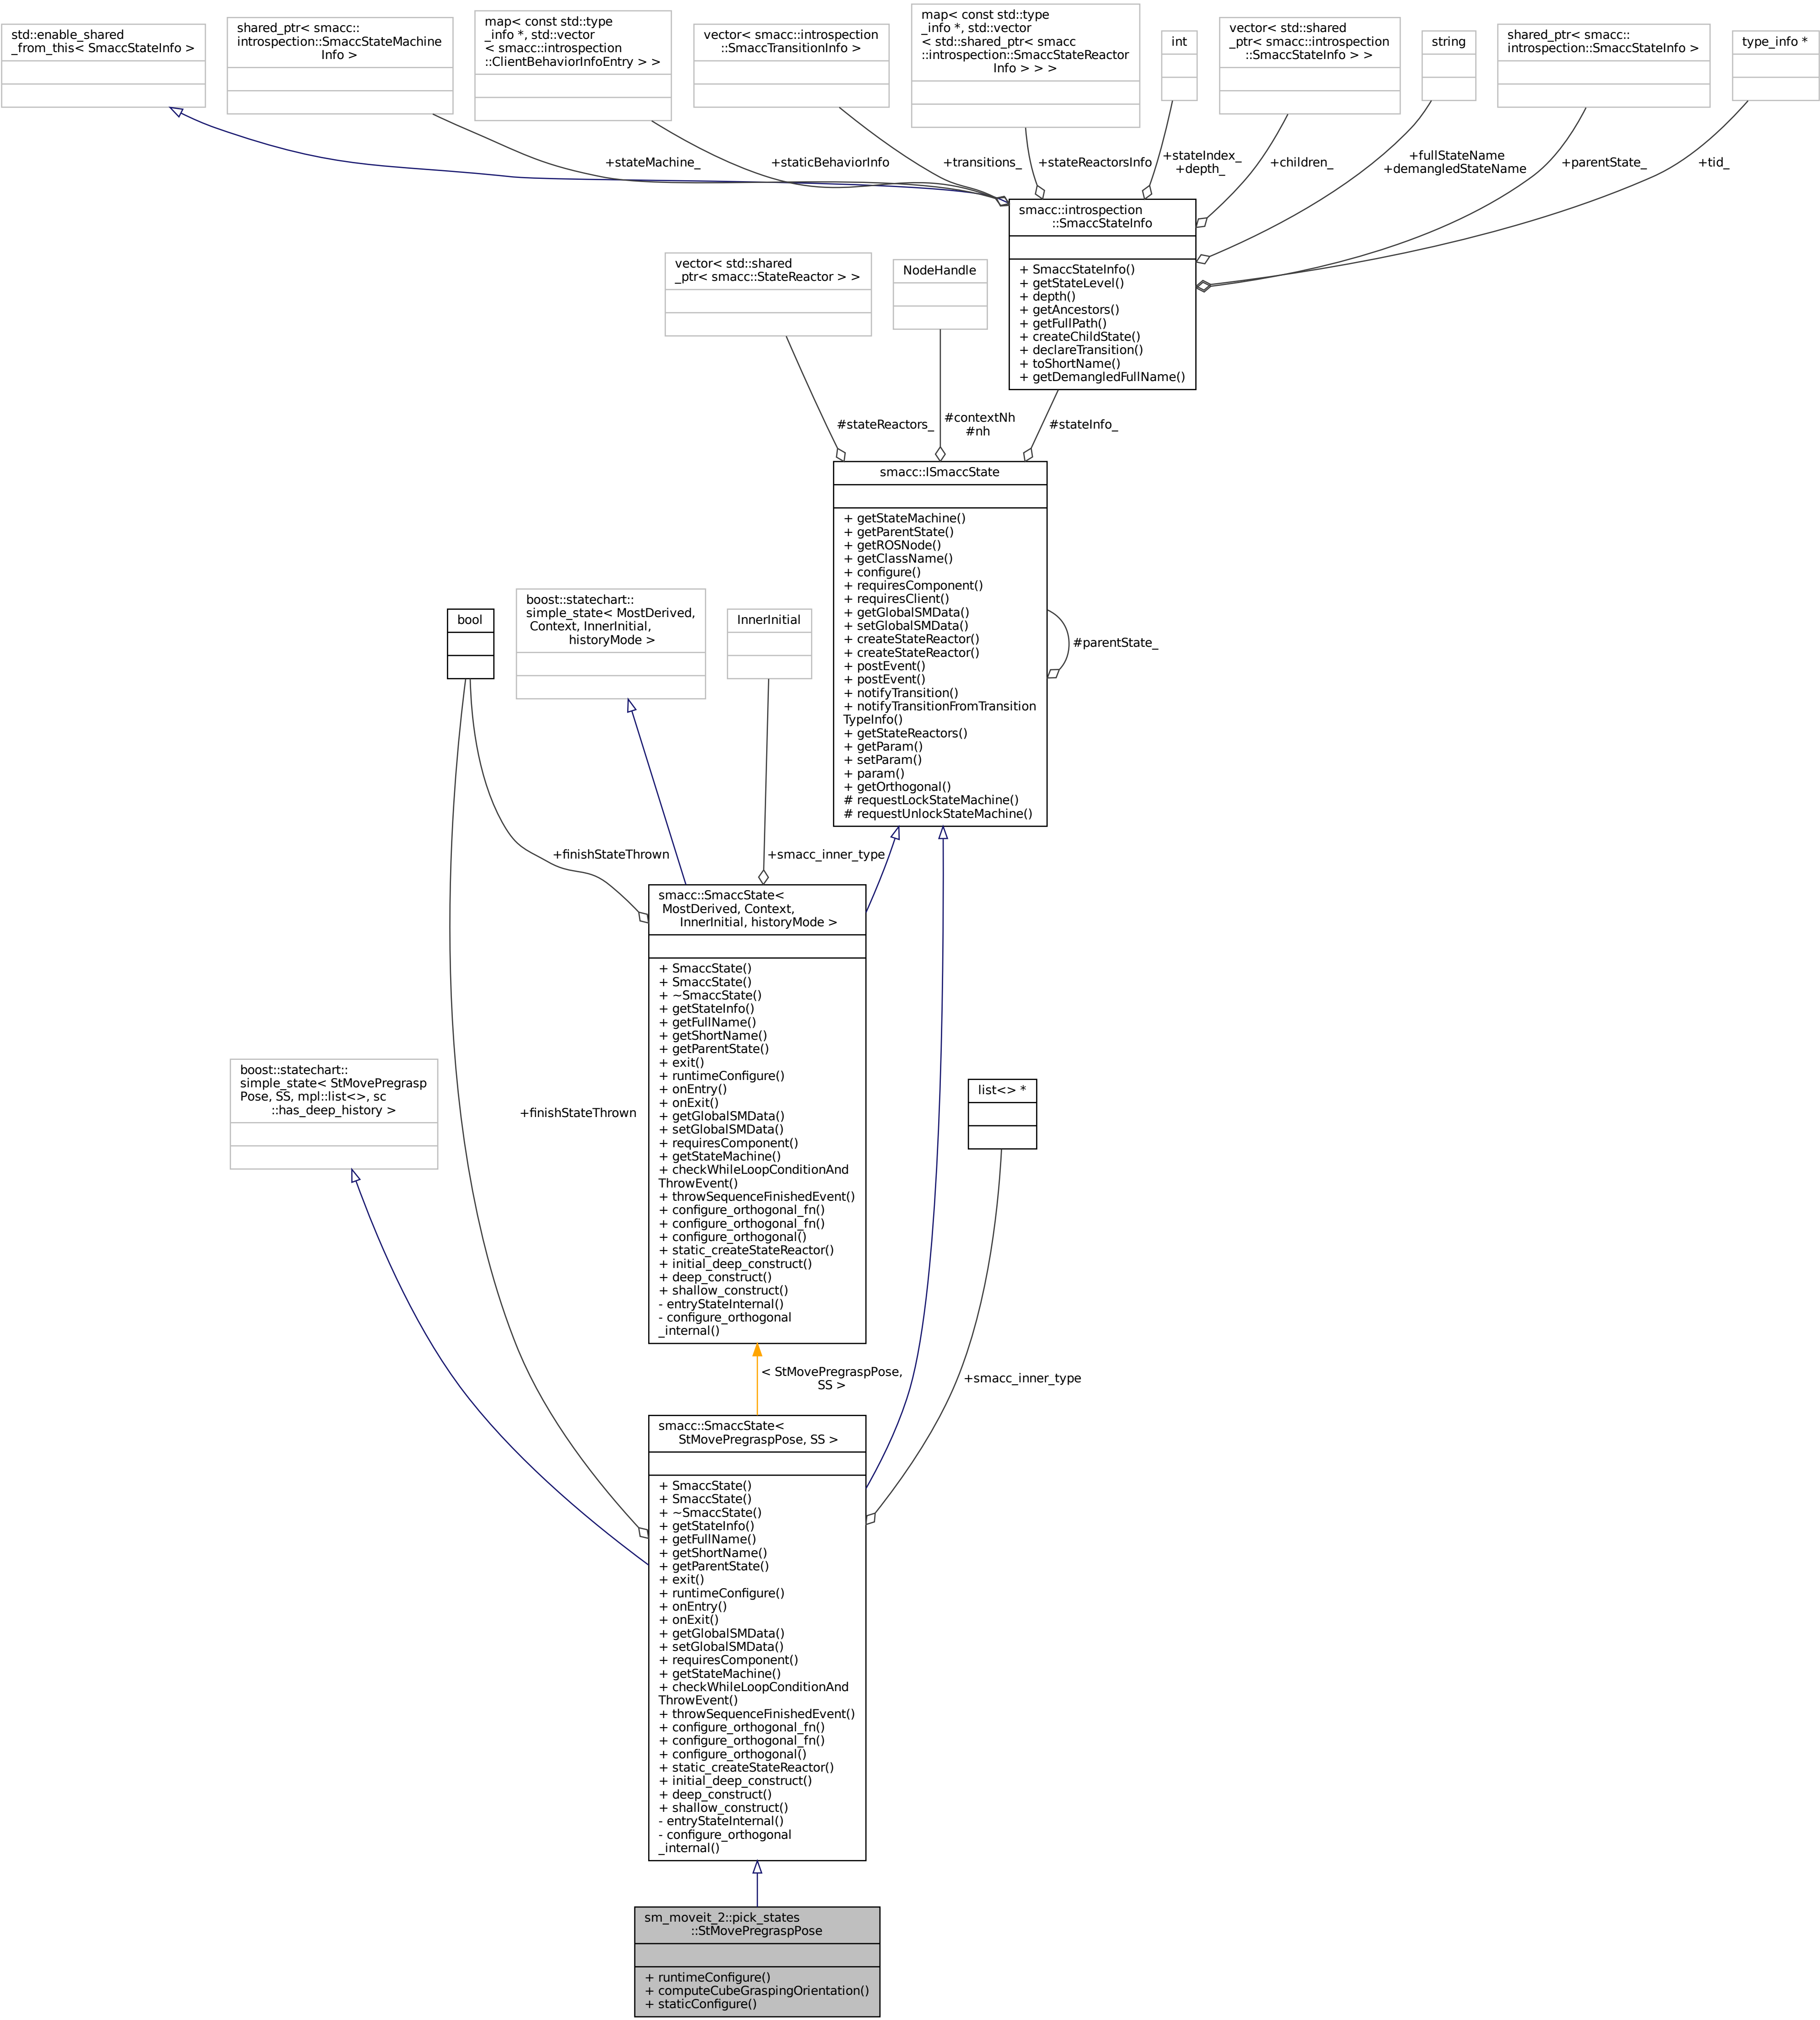 std::enable_shared
_from_this< SmaccStateInfo >
shared_ptr< smacc::
introspection::SmaccStateMachine
Info >
map< const std::type
_info *, std::vector
< smacc::introspection
::ClientBehaviorInfoEntry > >
vector< smacc::introspection
::SmaccTransitionInfo >
map< const std::type
_info *, std::vector
< std::shared_ptr< smacc
::introspection::SmaccStateReactor
Info > > >
int
vector< std::shared
_ptr< smacc::introspection
::SmaccStateInfo > >
string
shared_ptr< smacc::
introspection::SmaccStateInfo >
type_info *
+stateMachine_
+staticBehaviorInfo
+transitions_
+stateReactorsInfo
+stateIndex_
+depth_
+children_
+fullStateName
+demangledStateName
+parentState_
+tid_
smacc::introspection
::SmaccStateInfo
+ SmaccStateInfo()
+ getStateLevel()
+ depth()
+ getAncestors()
+ getFullPath()
+ createChildState()
+ declareTransition()
+ toShortName()
+ getDemangledFullName()
vector< std::shared
_ptr< smacc::StateReactor > >
NodeHandle
#stateReactors_
#contextNh
#nh
#stateInfo_
smacc::ISmaccState
+ getStateMachine()
+ getParentState()
+ getROSNode()
+ getClassName()
+ configure()
+ requiresComponent()
+ requiresClient()
+ getGlobalSMData()
+ setGlobalSMData()
+ createStateReactor()
+ createStateReactor()
+ postEvent()
+ postEvent()
+ notifyTransition()
+ notifyTransitionFromTransition
TypeInfo()
+ getStateReactors()
+ getParam()
+ setParam()
+ param()
+ getOrthogonal()
# requestLockStateMachine()
# requestUnlockStateMachine()
#parentState_
bool
boost::statechart::
simple_state< MostDerived,
Context, InnerInitial,
historyMode >
InnerInitial
+finishStateThrown
+smacc_inner_type
smacc::SmaccState<
MostDerived, Context,
InnerInitial, historyMode >
+ SmaccState()
+ SmaccState()
+ ~SmaccState()
+ getStateInfo()
+ getFullName()
+ getShortName()
+ getParentState()
+ exit()
+ runtimeConfigure()
+ onEntry()
+ onExit()
+ getGlobalSMData()
+ setGlobalSMData()
+ requiresComponent()
+ getStateMachine()
+ checkWhileLoopConditionAnd
ThrowEvent()
+ throwSequenceFinishedEvent()
+ configure_orthogonal_fn()
+ configure_orthogonal_fn()
+ configure_orthogonal()
+ static_createStateReactor()
+ initial_deep_construct()
+ deep_construct()
+ shallow_construct()
- entryStateInternal()
- configure_orthogonal
_internal()
boost::statechart::
simple_state< StMovePregrasp
Pose, SS, mpl::list<>, sc
::has_deep_history >
+finishStateThrown
list<> *
< StMovePregraspPose,
SS >
+smacc_inner_type
smacc::SmaccState<
StMovePregraspPose, SS >
+ SmaccState()
+ SmaccState()
+ ~SmaccState()
+ getStateInfo()
+ getFullName()
+ getShortName()
+ getParentState()
+ exit()
+ runtimeConfigure()
+ onEntry()
+ onExit()
+ getGlobalSMData()
+ setGlobalSMData()
+ requiresComponent()
+ getStateMachine()
+ checkWhileLoopConditionAnd
ThrowEvent()
+ throwSequenceFinishedEvent()
+ configure_orthogonal_fn()
+ configure_orthogonal_fn()
+ configure_orthogonal()
+ static_createStateReactor()
+ initial_deep_construct()
+ deep_construct()
+ shallow_construct()
- entryStateInternal()
- configure_orthogonal
_internal()
sm_moveit_2::pick_states
::StMovePregraspPose
+ runtimeConfigure()
+ computeCubeGraspingOrientation()
+ staticConfigure()